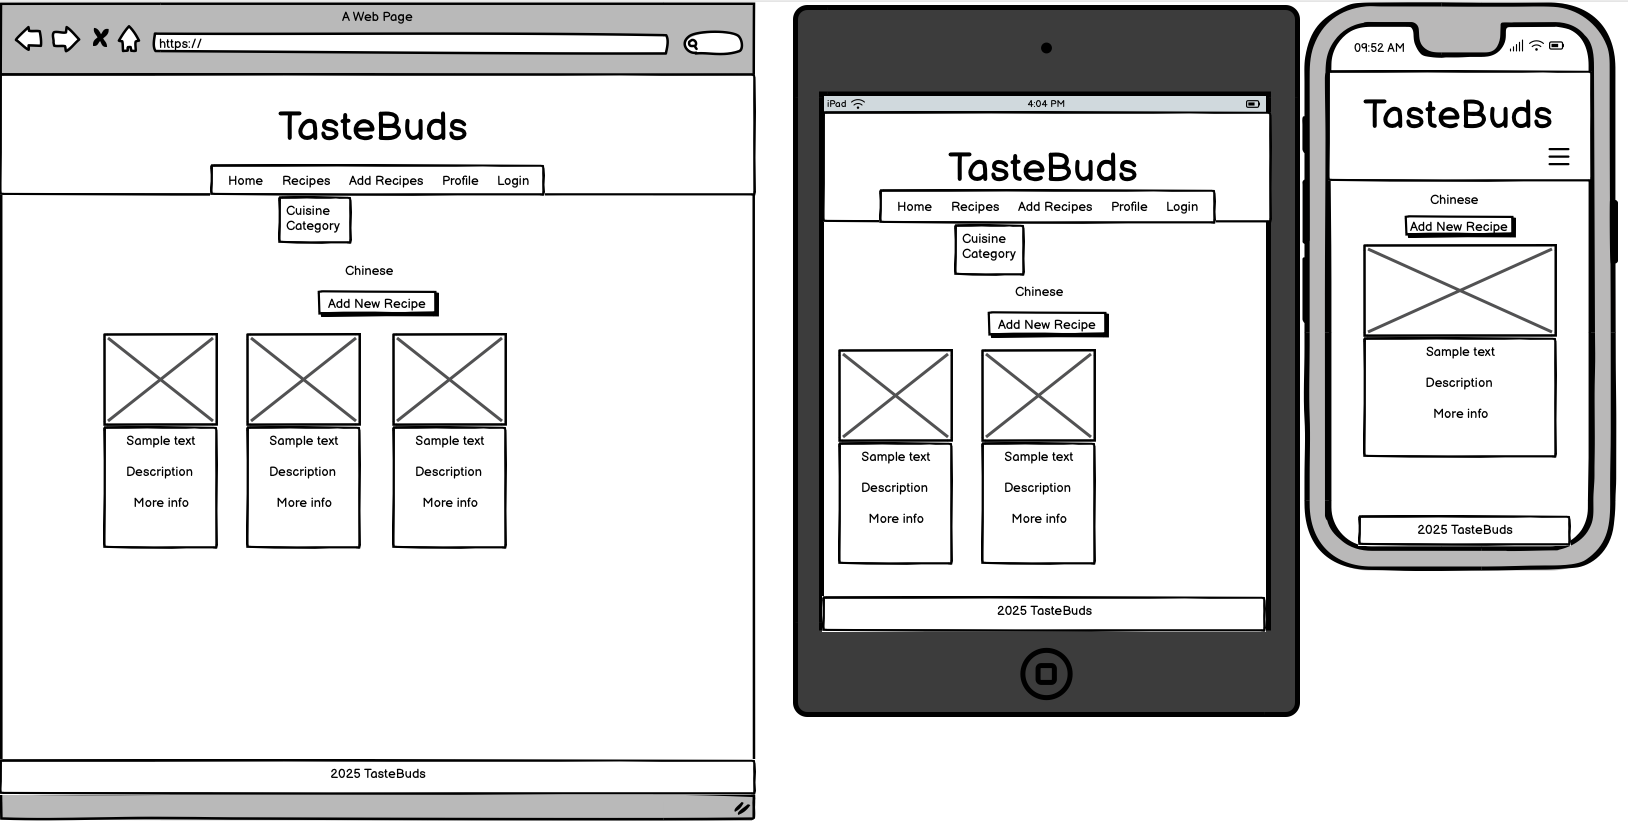 A Web Page
https://
TasteBuds
Home Recipes Add Recipes Profile Login
Cuisine
Category
Chinese
Add New Recipe
Sample text Sample text Sample text
Description Description Description
More info More info More info
2025 TasteBuds
iPad 4:04 PM
TasteBuds
Home Recipes Add Recipes Profile Login
Cuisine
Category
Chinese
Add New Recipe
Sample text Sample text
Description Description
More info More info
2025 TasteBuds
09:52 AM
TasteBuds
Chinese
Add New Recipe
Sample text
Description
More info
2025 TasteBuds